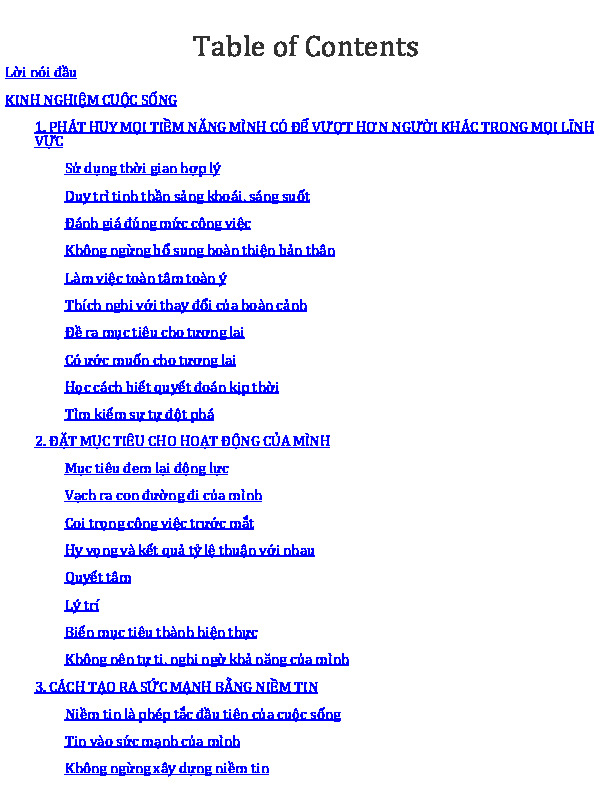 Table of Contents
Lời nói đầu
KINH NGHIỆM CUỘC SỐNG
1. PHÁT HUY MỌI TIỀM NĂNG MÌNH CÓ ĐỂ VƯỢT HƠN NGƯỜI KHÁC TRONG MỌI LĨNH
VỰC
Sử dụng thời gian hợp lý
Duy trì tinh thần sảng khoái, sáng suốt
Đánh giá đúng mức công việc
Không ngừng bổ sung hoàn thiện bản thân
Làm việc toàn tâm toàn ý
Thích nghi với thay đổi của hoàn cảnh
Đề ra mục tiêu cho tương lai
Có ước muốn cho tương lai
Học cách biết quyết đoán kịp thời
Tìm kiếm sự tự đột phá
2. ĐẶT MỤC TIÊU CHO HOẠT ĐỘNG CỦA MÌNH
Mục tiêu đem lại động lực
Vạch ra con đường đi của mình
Coi trọng công việc trước mắt
Hy vọng và kết quả tỷ lệ thuận với nhau
Quyết tâm
Lý trí
Biến mục tiêu thành hiện thực
Không nên tự ti, nghi ngờ khả năng của mình
3. CÁCH TẠO RA SỨC MẠNH BẰNG NIỀM TIN
Niềm tin là phép tắc đầu tiên của cuộc sống
Tin vào sức mạnh của mình
Không ngừng xây dựng niềm tin